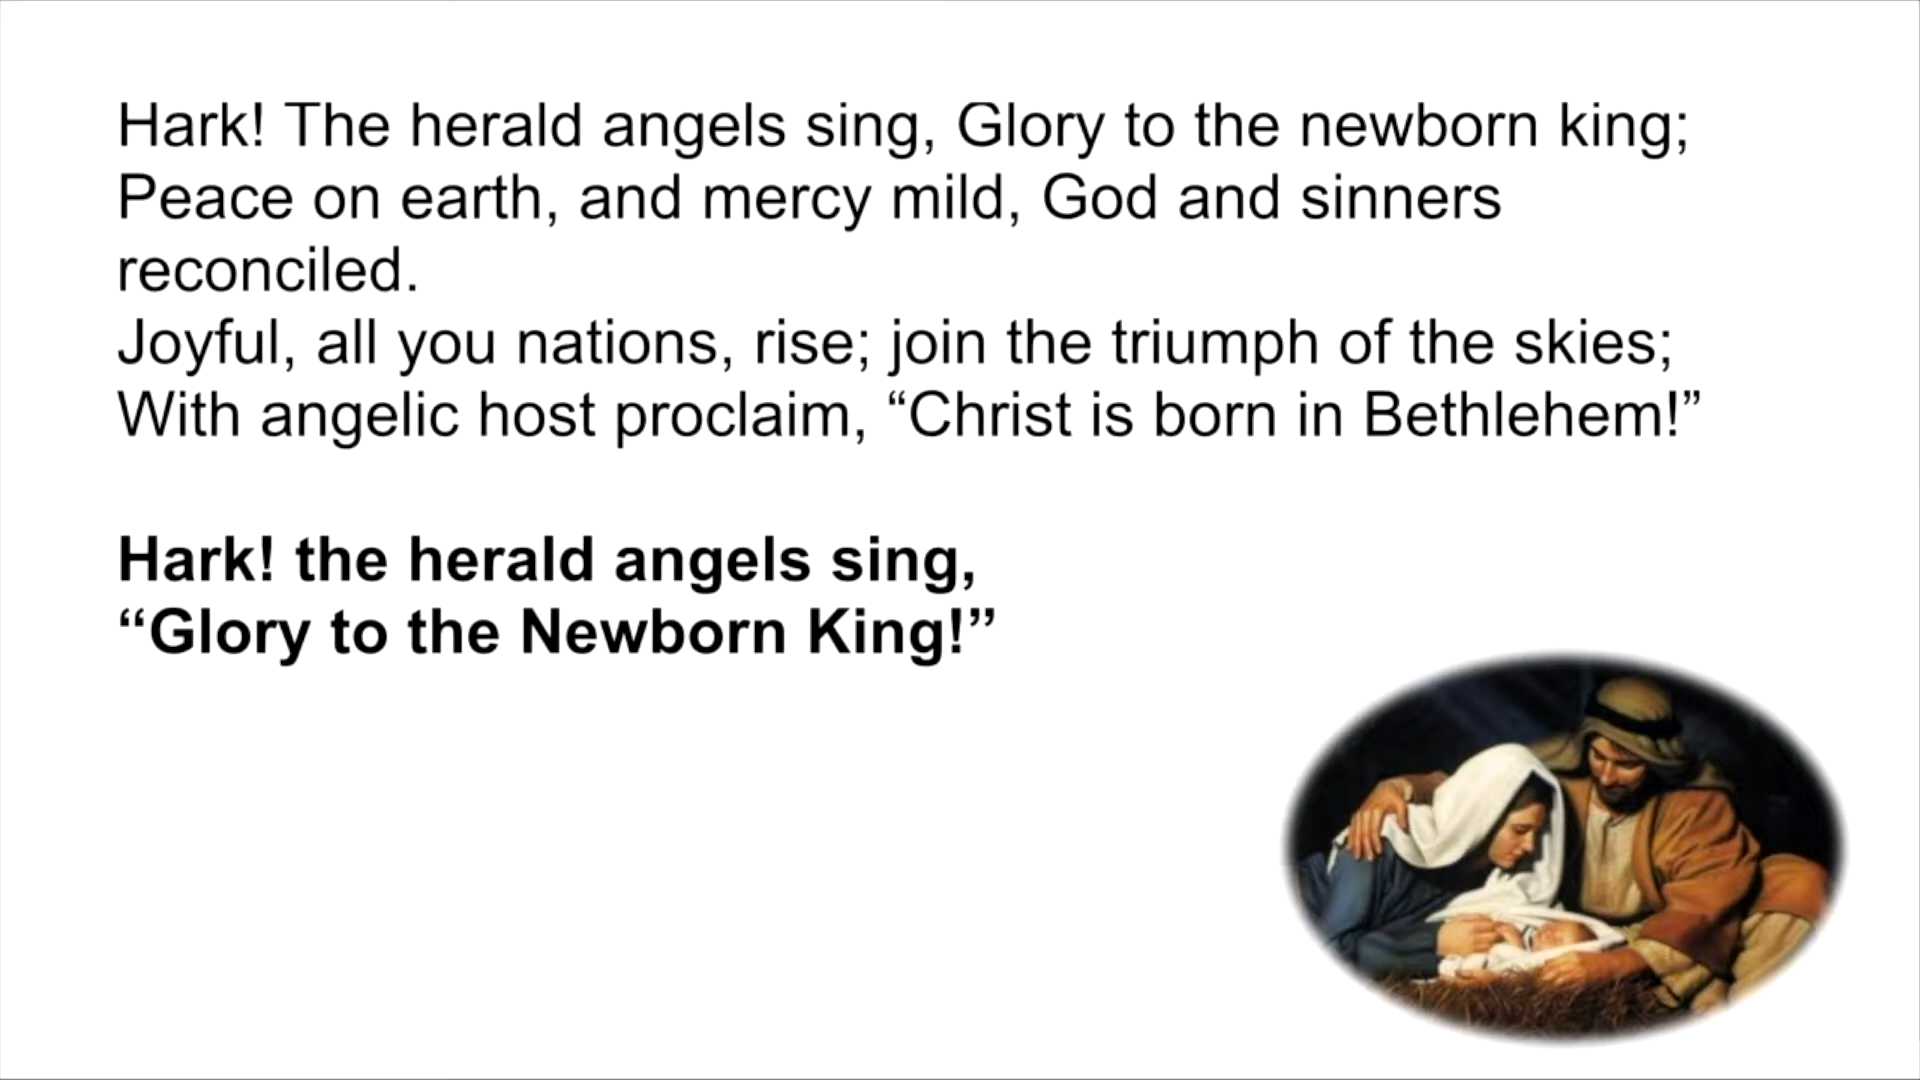 Hark! The herald angels sing, Glory to the newborn king;
Peace on earth, and mercy mild, God and sinners
reconciled.
Joyful, all you nations, rise; join the triumph of the skies;
With angelic host proclaim, “Christ is born in Bethlehem!”
Hark! the herald angels sing,
“Glory to the Newborn King!”